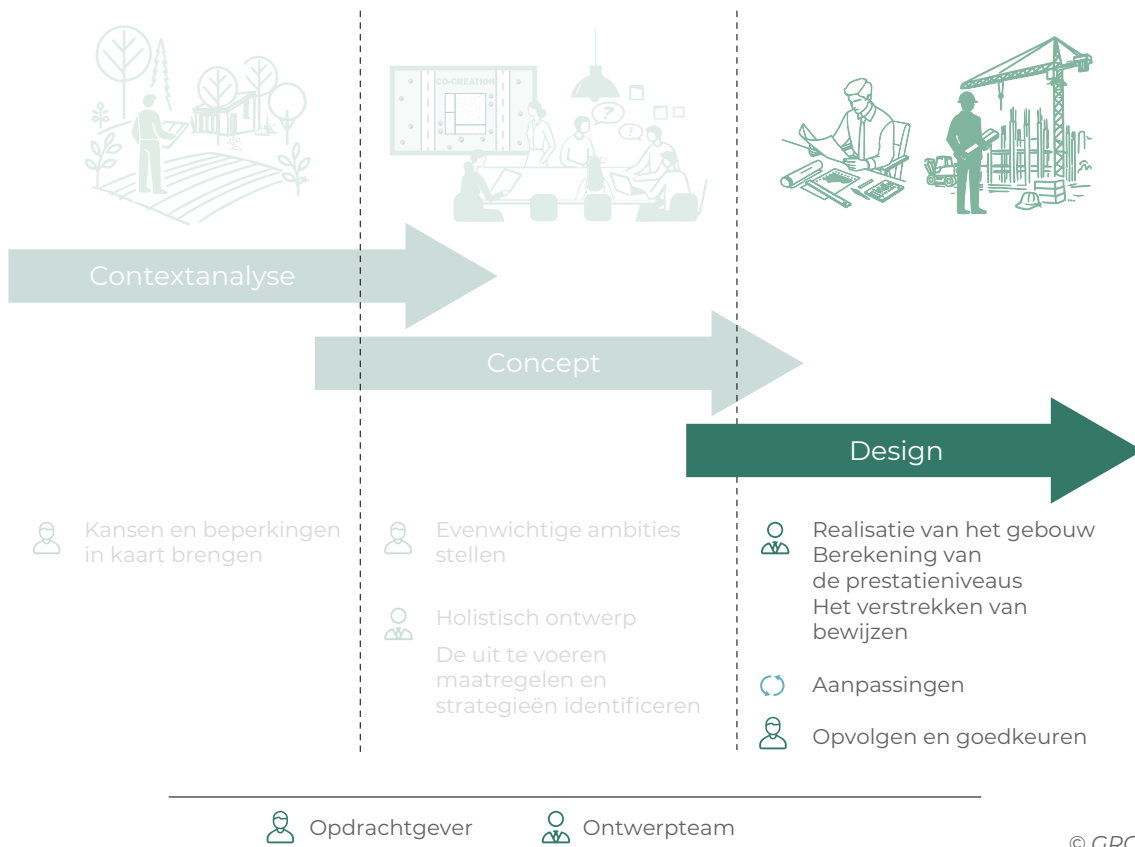 CO-CREATION
?
!
Contextanalyse
Concept
Design
Kansen en beperkingen
in kaart brengen
Evenwichtige ambities
stellen
Holistisch ontwerp
De uit te voeren
maatregelen en
strategieën identificeren
Realisatie van het gebouw
Berekening van
de prestatieniveaus
Het verstrekken van
bewijzen
Aanpassingen
Opvolgen en goedkeuren
Opdrachtgever
Ontwerpteam
© GRO